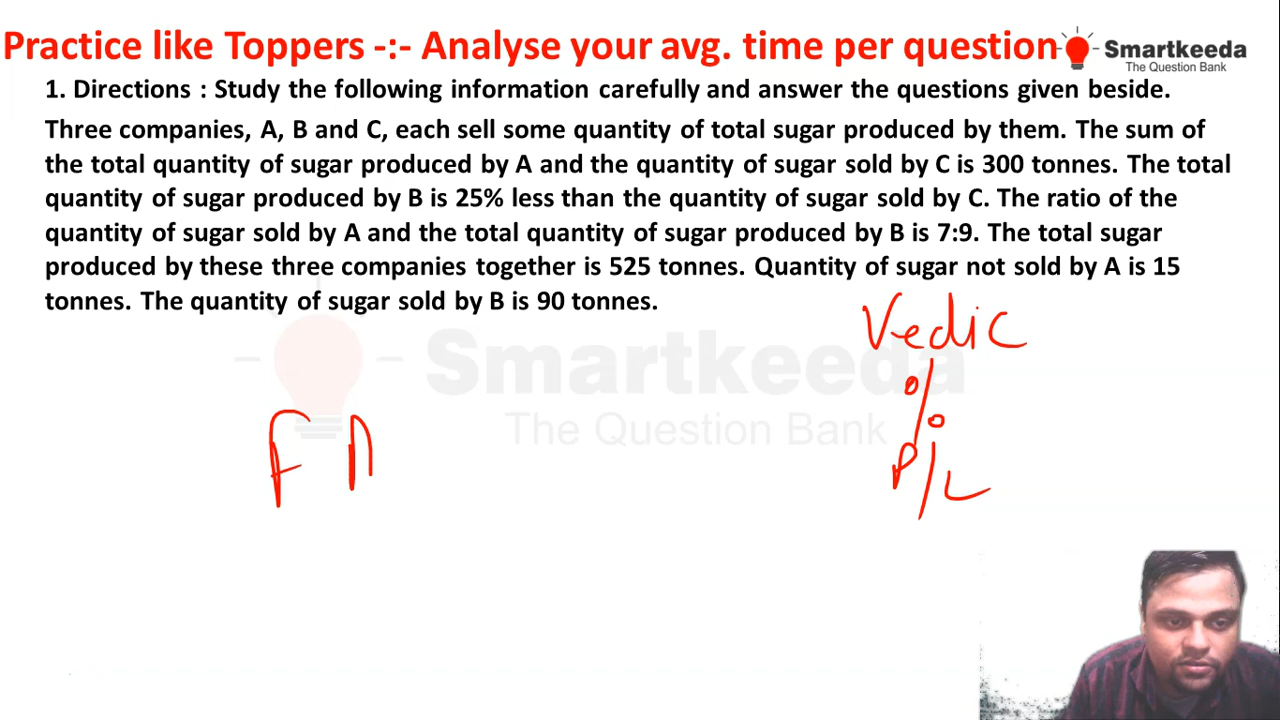 Practice like Toppers -:- Analyse your avg. time per question
Smartkeeda
The Question Bank
1. Directions : Study the following information carefully and answer the questions given beside.
Three companies, A, B and C, each sell some quantity of total sugar produced by them. The sum of
the total quantity of sugar produced by A and the quantity of sugar sold by C is 300 tonnes. The total
quantity of sugar produced by B is 25% less than the quantity of sugar sold by C. The ratio of the
quantity of sugar sold by A and the total quantity of sugar produced by B is 7:9. The total sugar
produced by these three companies together is 525 tonnes. Quantity of sugar not sold by A is 15
tonnes. The quantity of sugar sold by B is 90 tonnes.
Vedic
Smartkeeda
%
The Question Bank
P/L